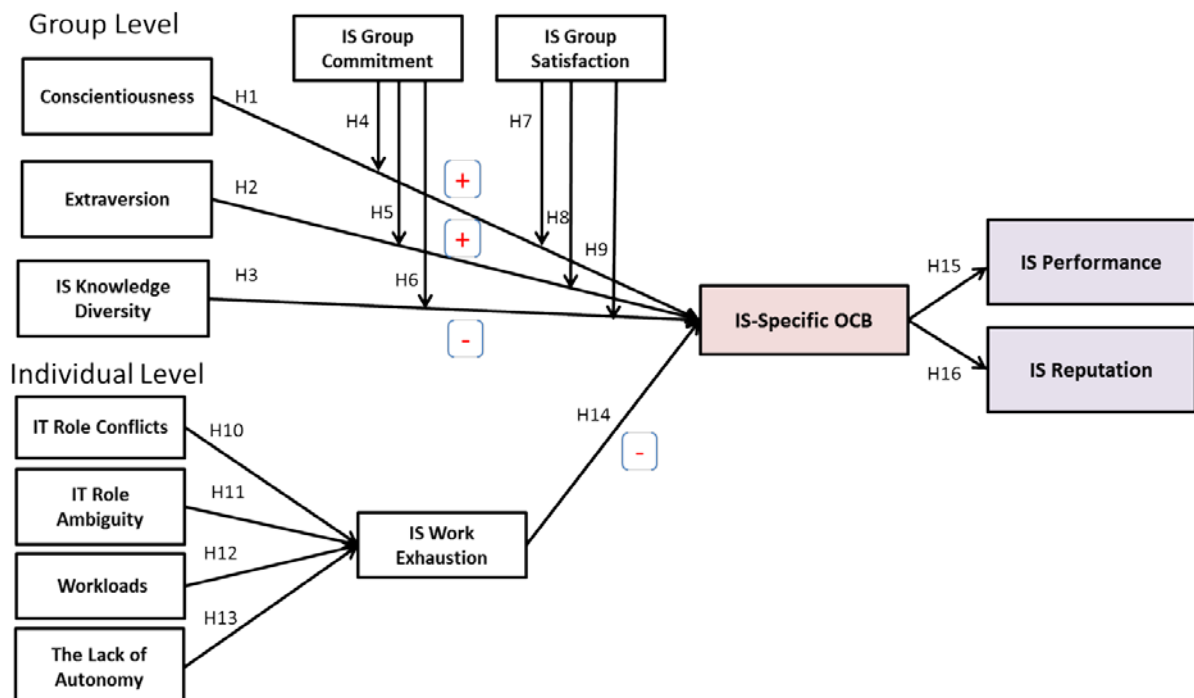 Group Level
IS Group
Commitment
IS Group
Satisfaction
Conscientiousness
H1
H4
H7
+
Extraversion
H2
H5
+
H8
H9
IS Knowledge
Diversity
H3
H6
-
IS-Specific OCB
H15
IS Performance
H16
IS Reputation
Individual Level
IT Role Conflicts
H10
H14
-
IT Role
Ambiguity
H11
IS Work
Exhaustion
Workloads
H12
H13
The Lack of
Autonomy